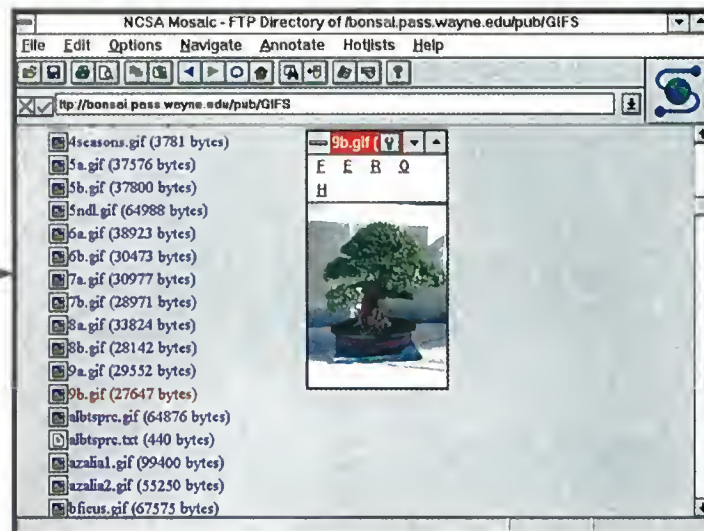 NCSA Mosaic - FTP Directory of /bonsai.pass.wayne.edu/pub/GIFS
File Edit Options Navigate Annotate Hotlists Help
ftp://bonsai.pass.wayne.edu/pub/GIFS
4seasons.gif (3781 bytes)
5a.gif (37576 bytes)
5b.gif (37800 bytes)
5ndl.gif (64988 bytes)
6a.gif (38923 bytes)
6b.gif (30473 bytes)
7a.gif (30977 bytes)
7b.gif (28971 bytes)
8a.gif (33824 bytes)
8b.gif (28142 bytes)
9a.gif (29552 bytes)
9b.gif (27647 bytes)
albtsprc.gif (64876 bytes)
albtsprc.txt (440 bytes)
azalia1.gif (99400 bytes)
azalia2.gif (55250 bytes)
bficus.gif (67575 bytes)
9b.gif (
F E R O
H